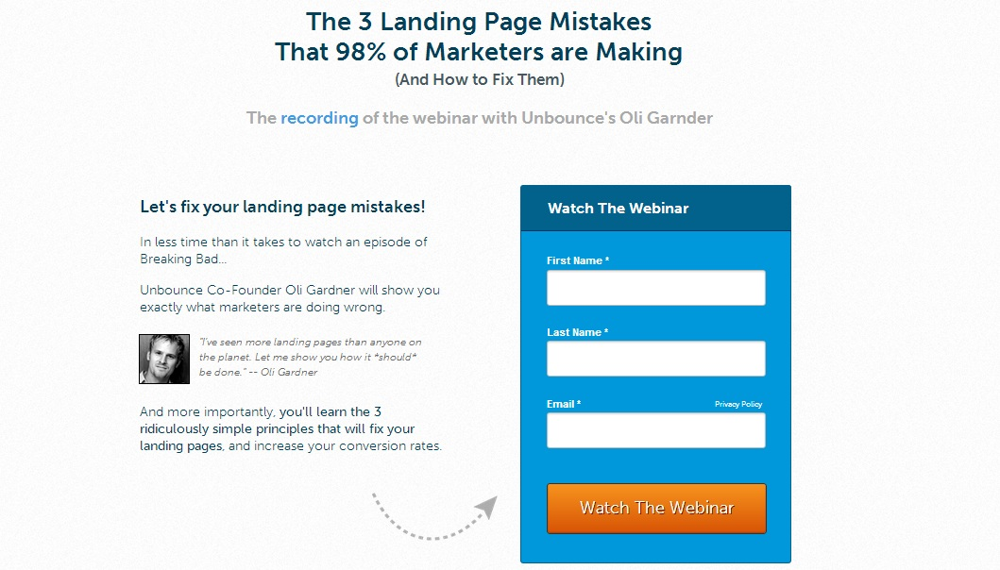 The 3 Landing Page Mistakes
That 98% of Marketers are Making
(And How to Fix Them)
The recording of the webinar with Unbounce's Oli Garnder
Let's fix your landing page mistakes!
In less time than it takes to watch an episode of
Breaking Bad...
Unbounce Co-Founder Oli Gardner will show you
exactly what marketers are doing wrong.
"I've seen more landing pages than anyone on
the planet. Let me show you how it *should*
be done." -- Oli Gardner
And more importantly, you'll learn the 3
ridiculously simple principles that will fix your
landing pages, and increase your conversion rates.
Watch The Webinar
First Name *
Last Name *
Email * Privacy Policy
Watch The Webinar